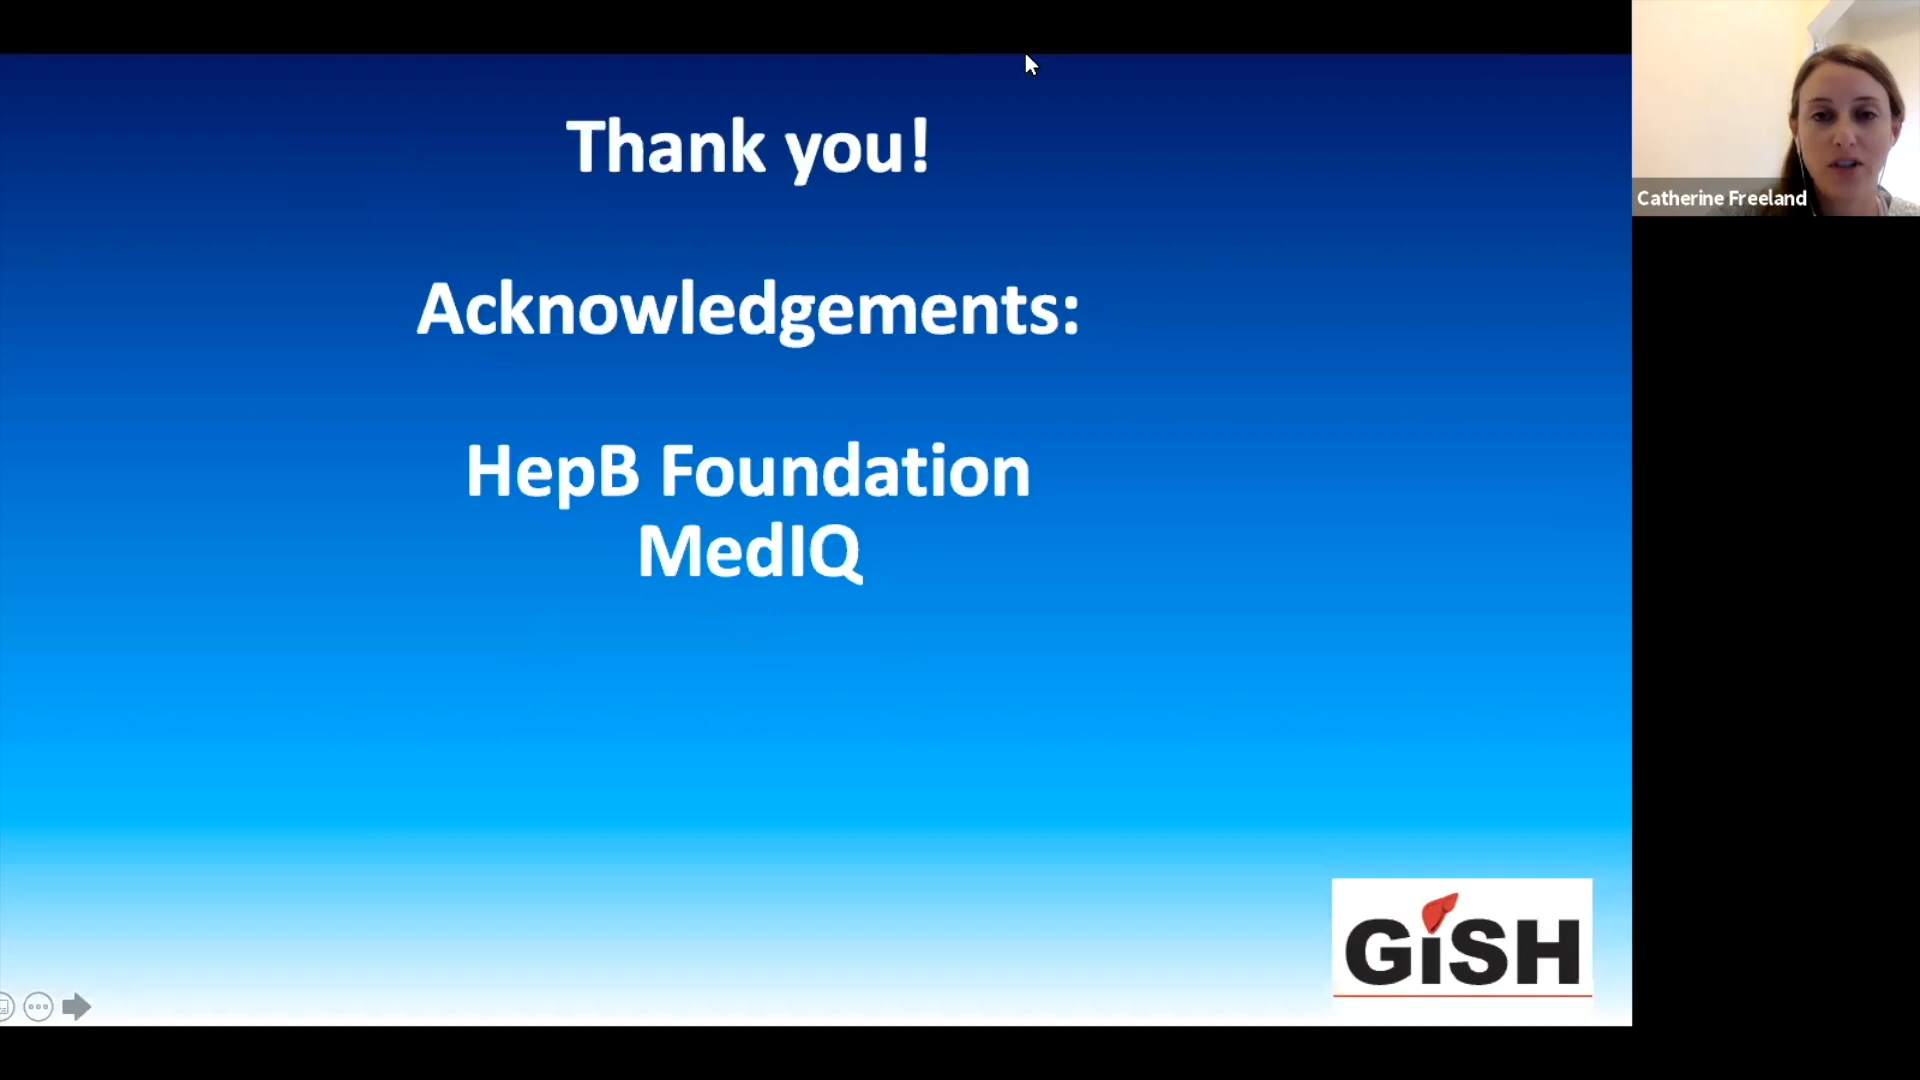 Thank you!
Acknowledgements:
HepB Foundation
MedIQ
Catherine Freeland
GiSH